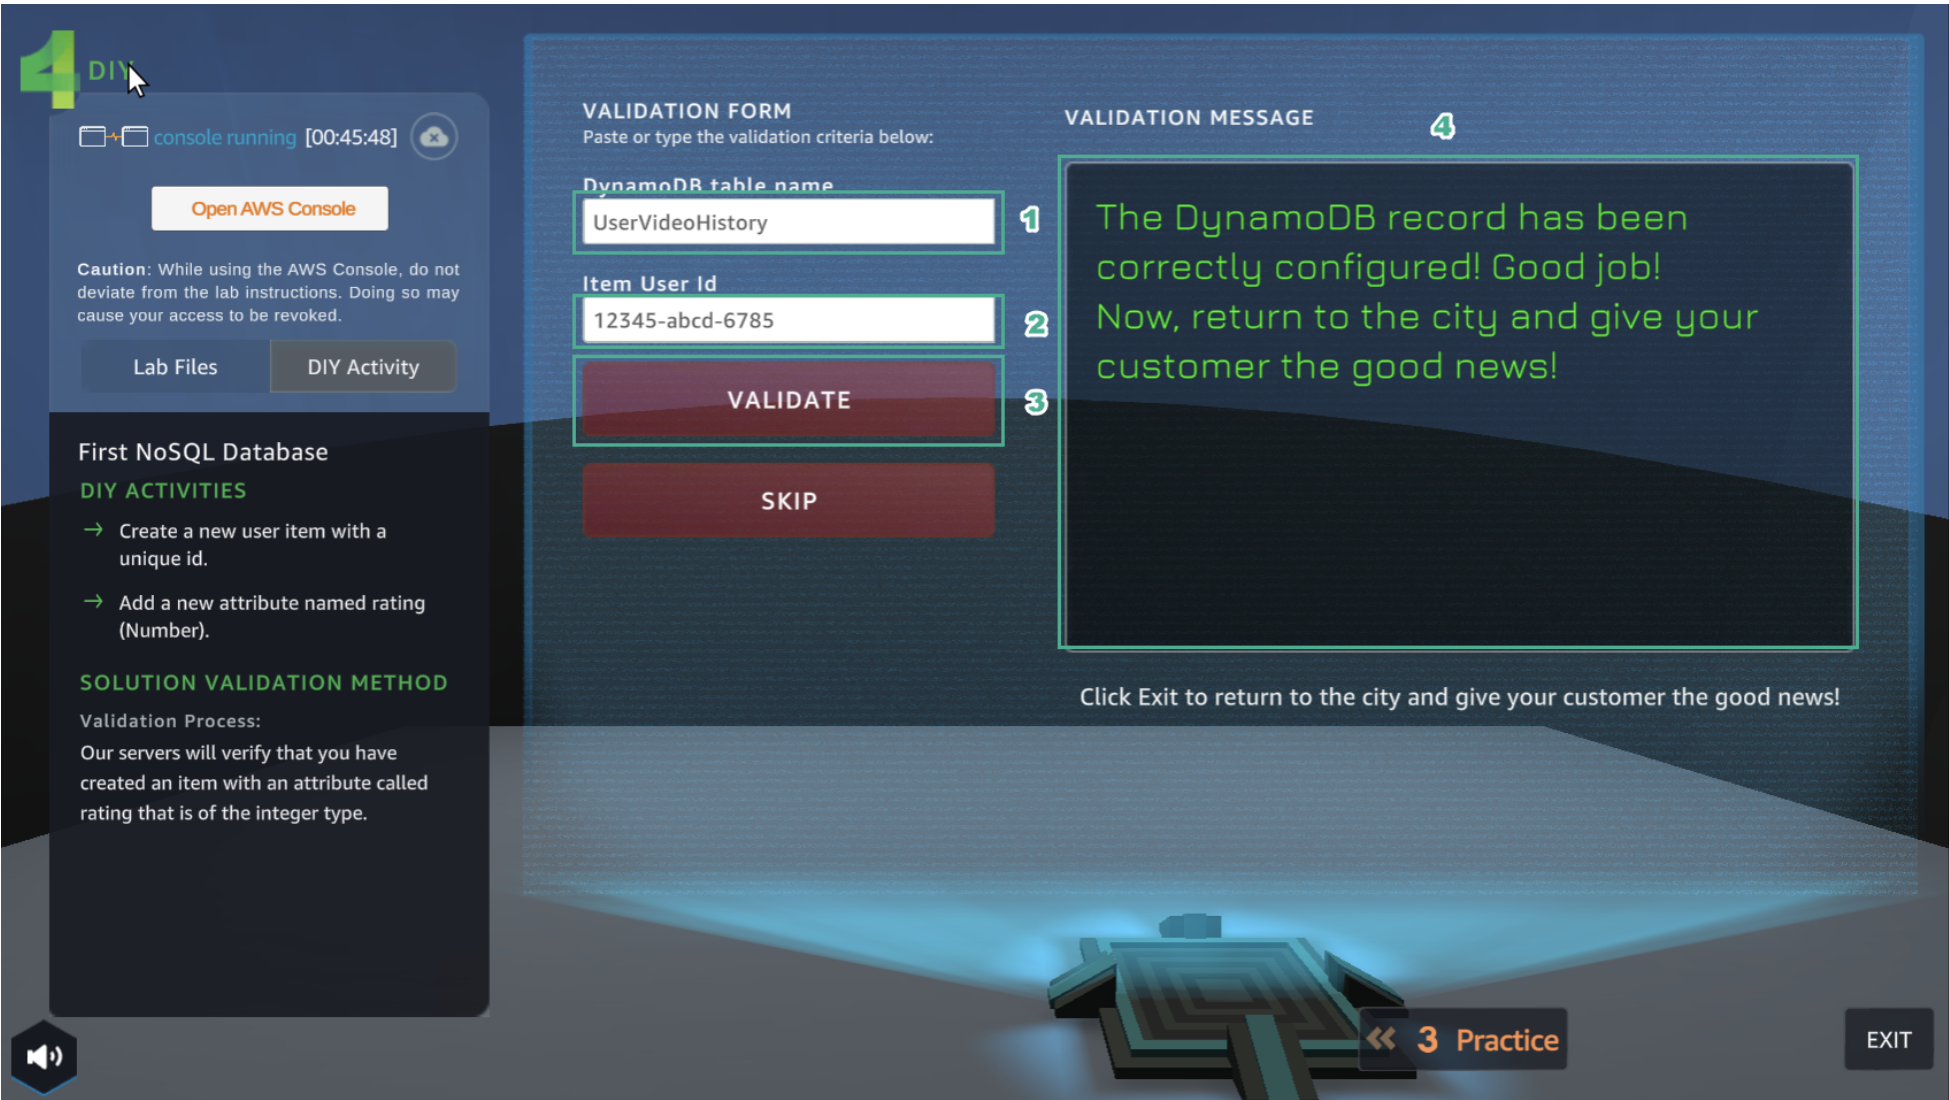 4 DIY
console running [00:45:48]
Open AWS Console
Caution: While using the AWS Console, do not
deviate from the lab instructions. Doing so may
cause your access to be revoked.
Lab Files
DIY Activity
First NoSQL Database
DIY ACTIVITIES
→ Create a new user item with a
unique id.
→ Add a new attribute named rating
(Number).
SOLUTION VALIDATION METHOD
Validation Process:
Our servers will verify that you have
created an item with an attribute called
rating that is of the integer type.
VALIDATION FORM
Paste or type the validation criteria below:
DynamoDB table name
UserVideoHistory
1
Item User Id
12345-abcd-6785
2
VALIDATE
3
SKIP
VALIDATION MESSAGE
4
The DynamoDB record has been
correctly configured! Good job!
Now, return to the city and give your
customer the good news!
Click Exit to return to the city and give your customer the good news!
3 Practice
EXIT